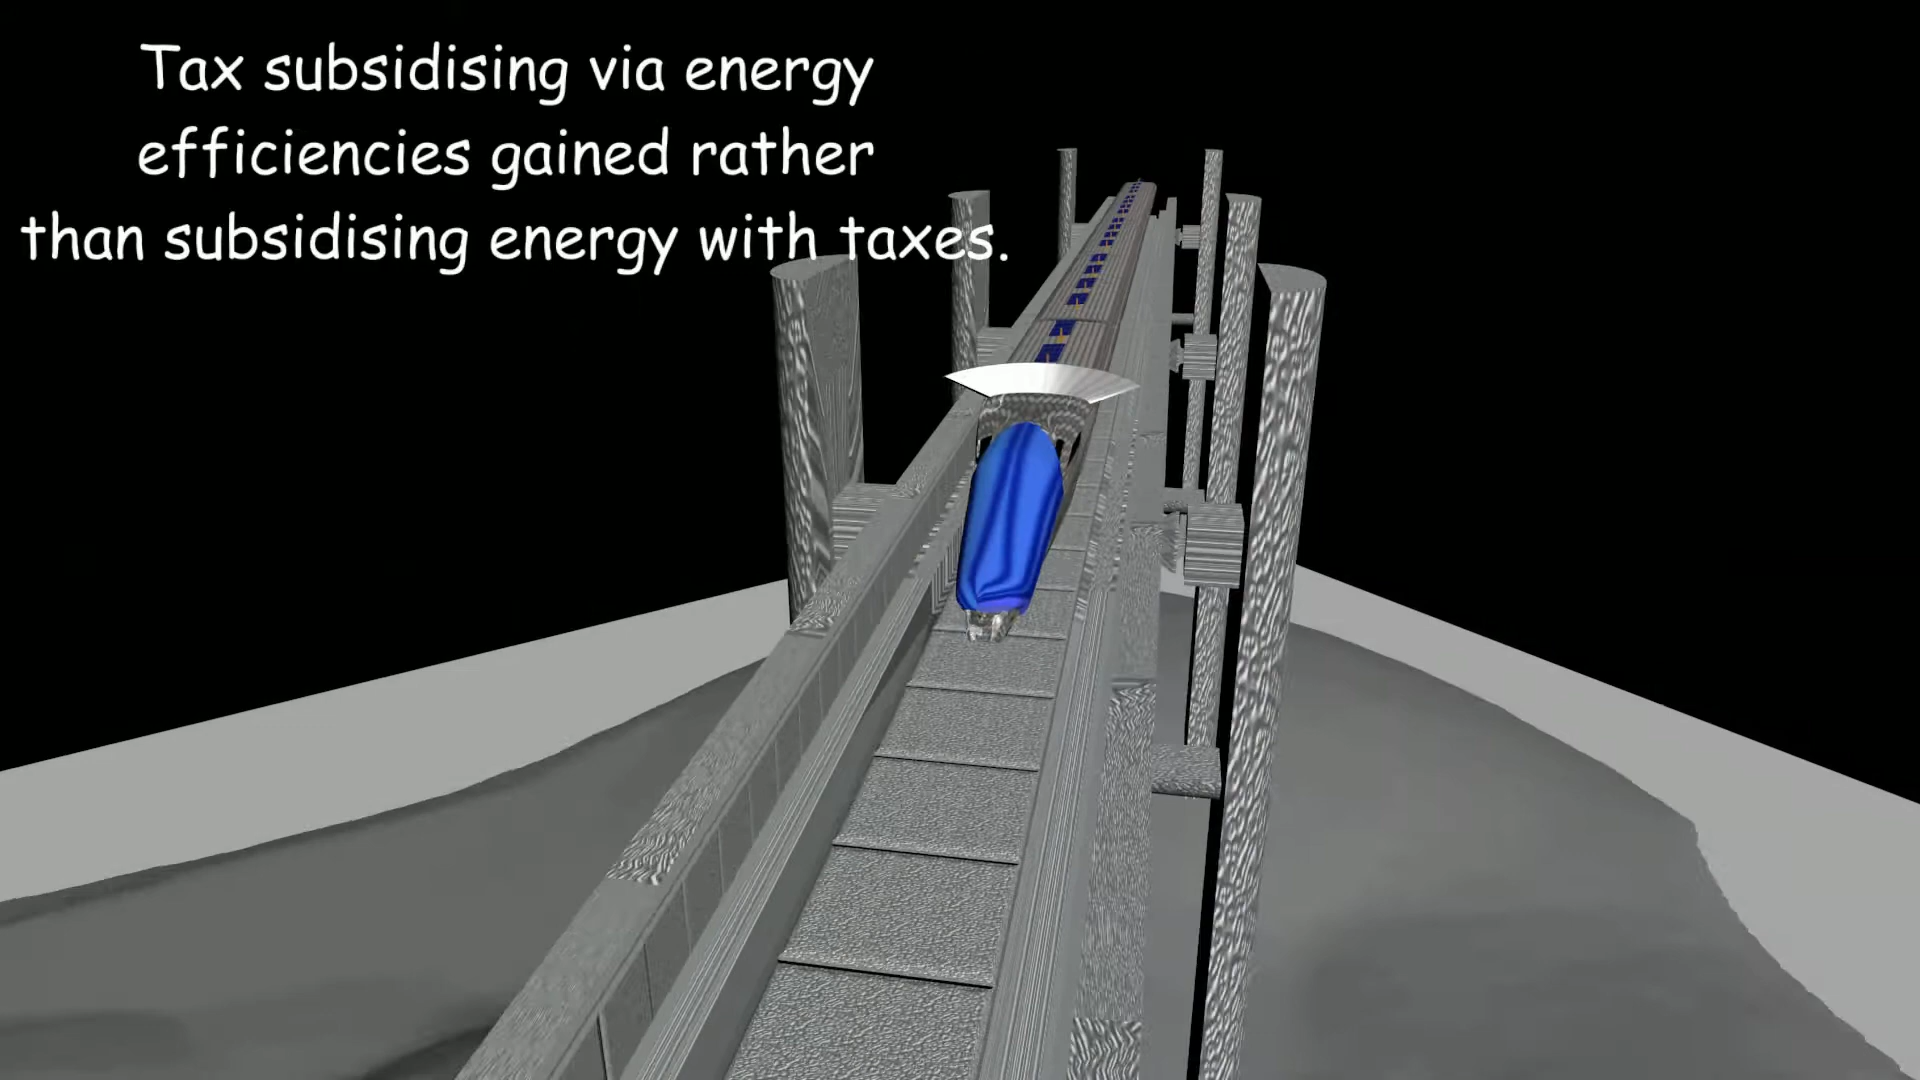 Tax subsidising via energy
efficiencies gained rather
than subsidising energy with taxes.